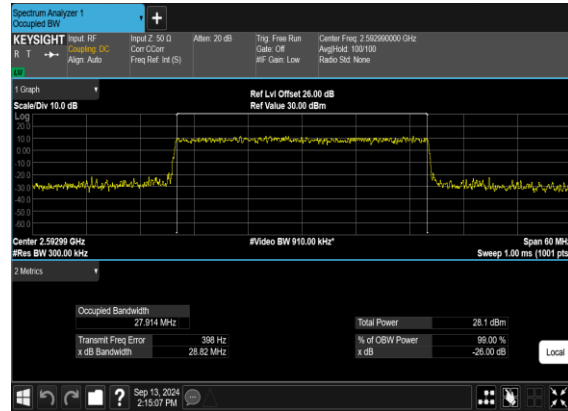 Spectrum Analyzer 1
Occupied BW
+
KEYSIGHT
R T
LW
Input: RF
Coupling: DC
Align: Auto
Input Z: 50 Ω
Corr CCorr
Freq Ref: Int (S)
Atten: 20 dB
Trig: Free Run
Gate: Off
#IF Gain: Low
Center Freq: 2.592990000 GHz
Avg|Hold: 100/100
Radio Std: None
1 Graph
Scale/Div 10.0 dB
Ref Lvl Offset 26.00 dB
Ref Value 30.00 dBm
Log
20.0
10.0
0.00
-10.0
-20.0
-30.0
-40.0
-50.0
-60.0
Center 2.59299 GHz
#Res BW 300.00 kHz
#Video BW 910.00 kHz*
Span 60 MHz
Sweep 1.00 ms (1001 pts)
2 Metrics
Occupied Bandwidth
27.914 MHz
Total Power 28.1 dBm
Transmit Freq Error 398 Hz
% of OBW Power 99.00 %
x dB Bandwidth 28.82 MHz
x dB -26.00 dB
Local
?
Sep 13, 2024
2:15:07 PM